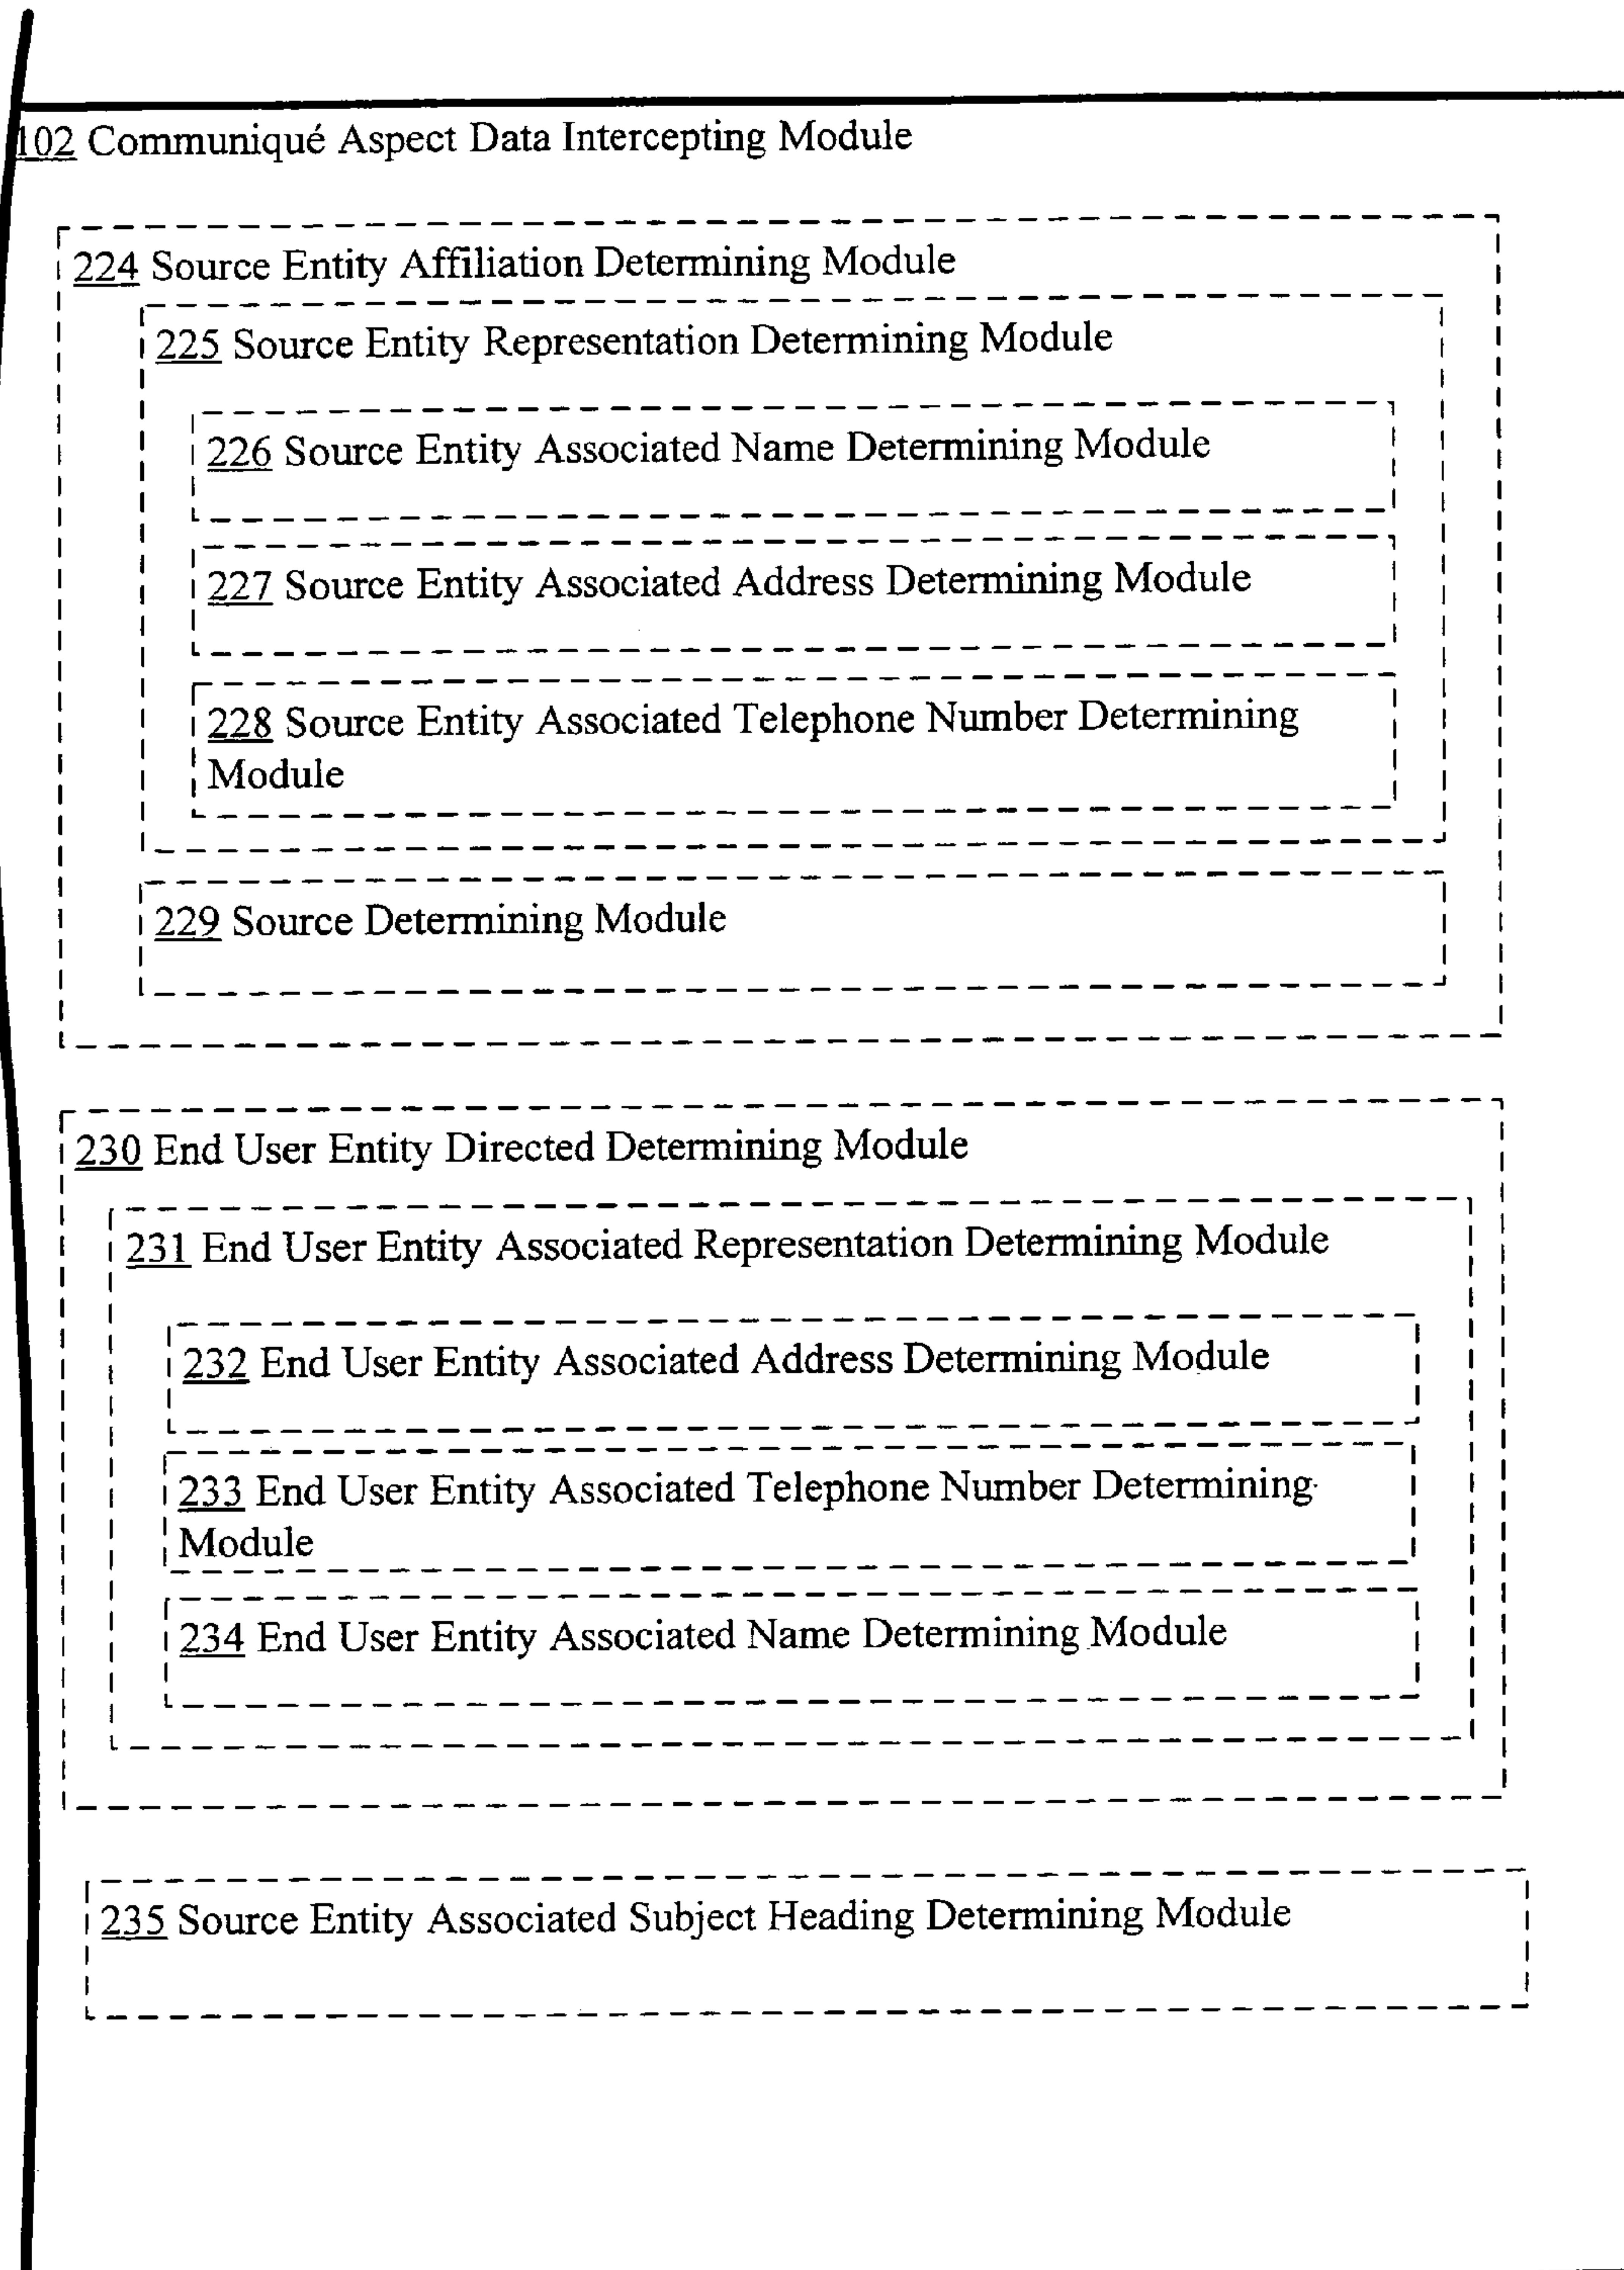 102 Communiqué Aspect Data Intercepting Module
224 Source Entity Affiliation Determining Module
225 Source Entity Representation Determining Module
226 Source Entity Associated Name Determining Module
227 Source Entity Associated Address Determining Module
228 Source Entity Associated Telephone Number Determining
Module
229 Source Determining Module
230 End User Entity Directed Determining Module
231 End User Entity Associated Representation Determining Module
232 End User Entity Associated Address Determining Module
233 End User Entity Associated Telephone Number Determining
Module
234 End User Entity Associated Name Determining Module
235 Source Entity Associated Subject Heading Determining Module